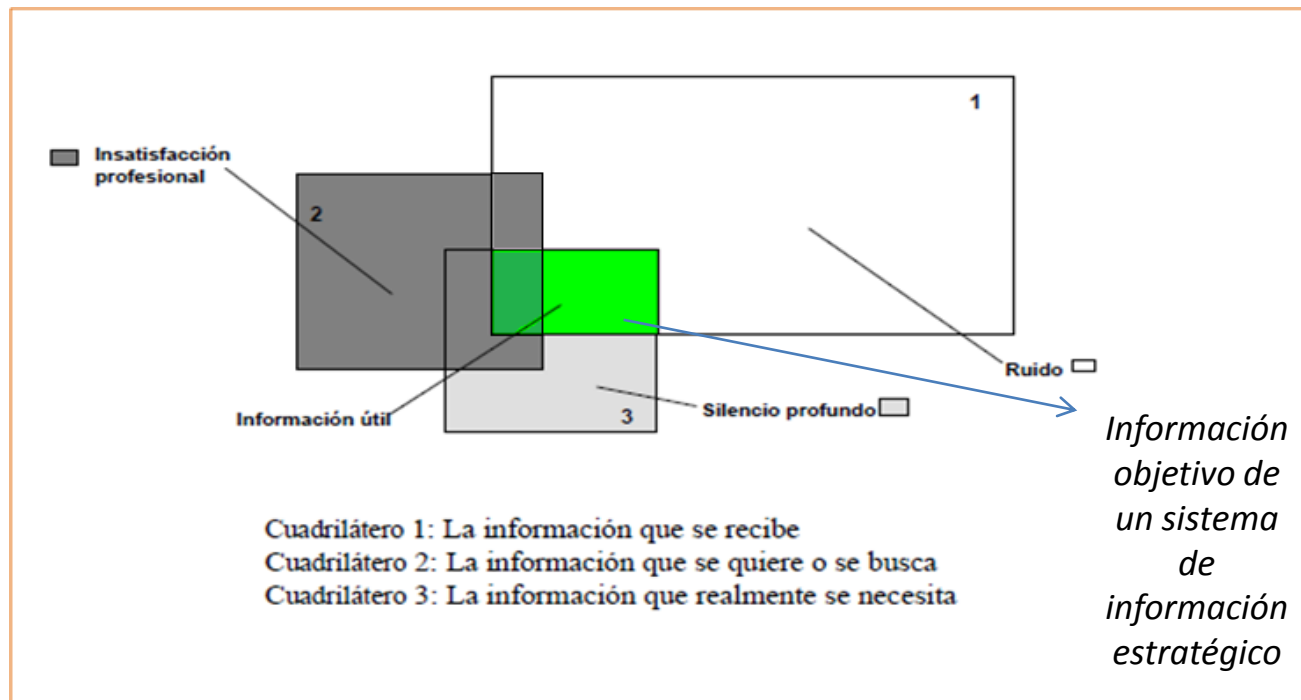 1
Insatisfacción
profesional
2
Ruido
Información útil
3
Silencio profundo
Información
objetivo de
un sistema
de
información
estratégico
Cuadrilátero 1: La información que se recibe
Cuadrilátero 2: La información que se quiere o se busca
Cuadrilátero 3: La información que realmente se necesita